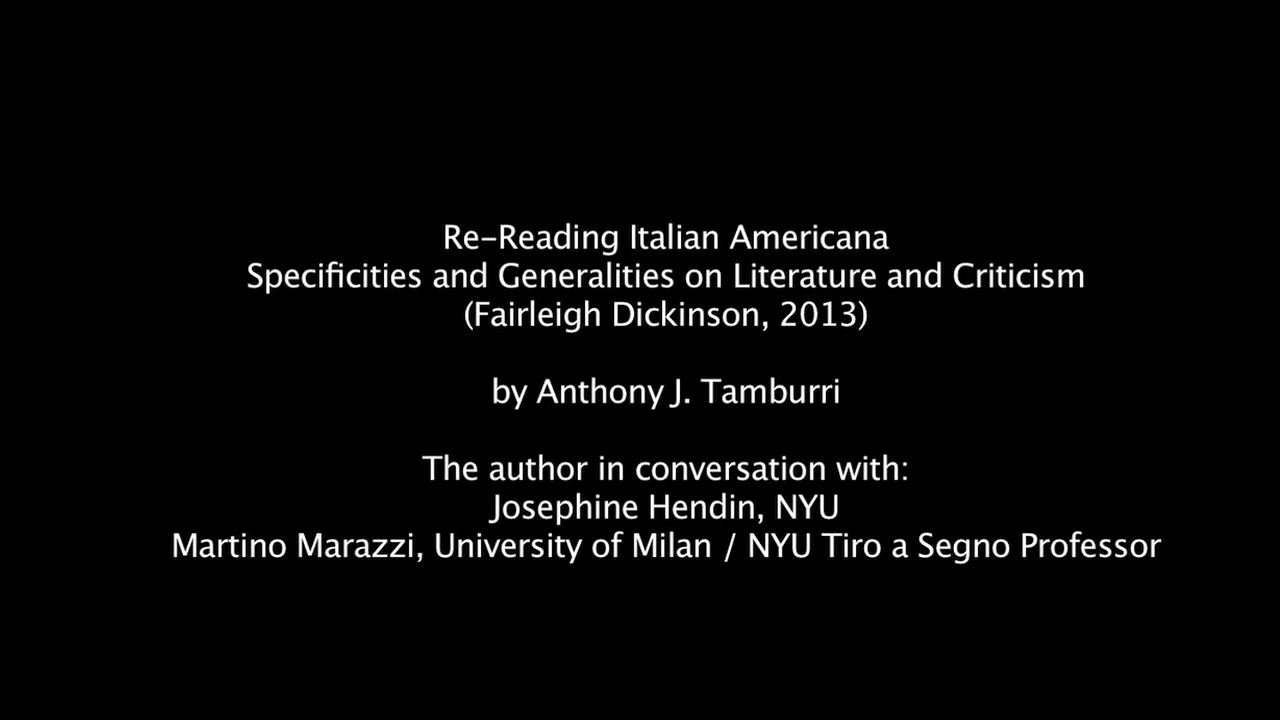 Re-Reading Italian Americana
Specificities and Generalities on Literature and Criticism
(Fairleigh Dickinson, 2013)
by Anthony J. Tamburri
The author in conversation with:
Josephine Hendin, NYU
Martino Marazzi, University of Milan / NYU Tiro a Segno Professor